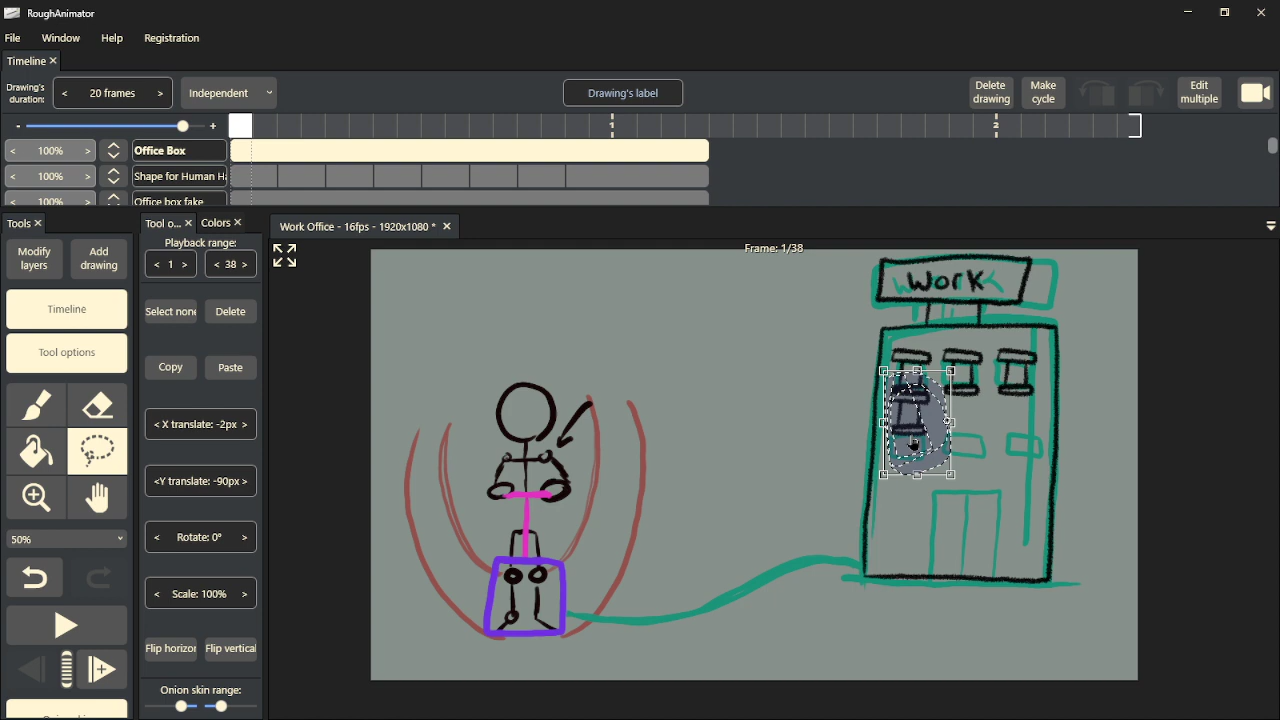 RoughAnimator
File Window Help Registration
Timeline
Drawing's duration: < 20 frames > Independent Drawing's label Delete drawing Make cycle Edit multiple
- + 1 2
< 100% > Office Box
< 100% > Shape for Human H
< 100% > Office box fake
Tools Tool o... Colors Work Office - 16fps - 1920x1080 *
Frame: 1/38
Modify layers Add drawing
Timeline
Tool options
50%
Playback range:
< 1 > < 38 >
Select none Delete
Copy Paste
< X translate: -2px >
<Y translate: -90px >
< Rotate: 0° >
< Scale: 100% >
Flip horizor Flip vertical
Onion skin range:
Work